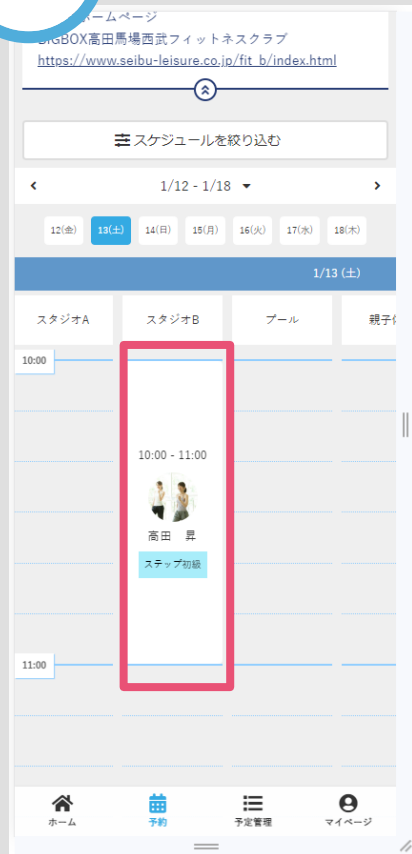 ームページ
BIGBOX高田馬場西武フィットネスクラブ
https://www.seibu-leisure.co.jp/fit_b/index.html
スケジュールを絞り込む
1/12 - 1/18
12(金) 13(土) 14(日) 15(月) 16(火) 17(水) 18(木)
1/13 (土)
スタジオA スタジオB プール 親子
10:00
10:00 - 11:00
高田 昇
ステップ初級
11:00
ホーム 予約 予定管理 マイページ